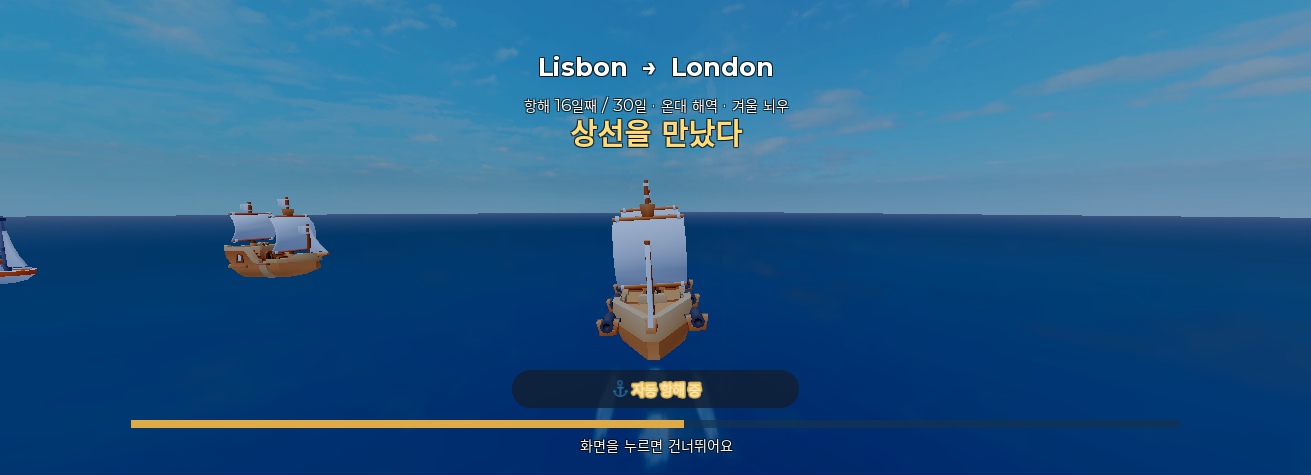 Lisbon → London
항해 16일째 / 30일 · 온대 해역 · 겨울 뇌우
상선을 만났다
⚓ 자동 항해 중
화면을 누르면 건너뛰어요